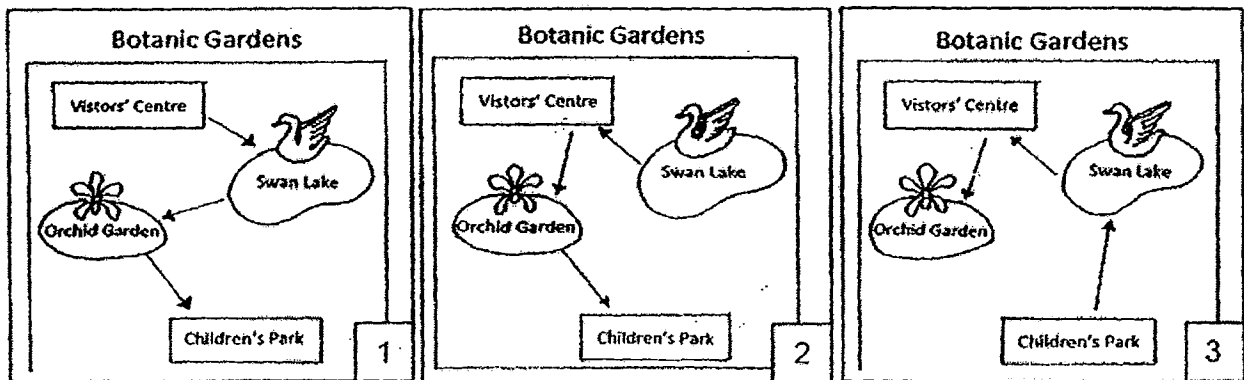 Botanic Gardens
Vistors' Centre
Swan Lake
Orchid Garden
Children's Park
1
Botanic Gardens
Vistors' Centre
Swan Lake
Orchid Garden
Children's Park
2
Botanic Gardens
Vistors' Centre
Swan Lake
Orchid Garden
Children's Park
3